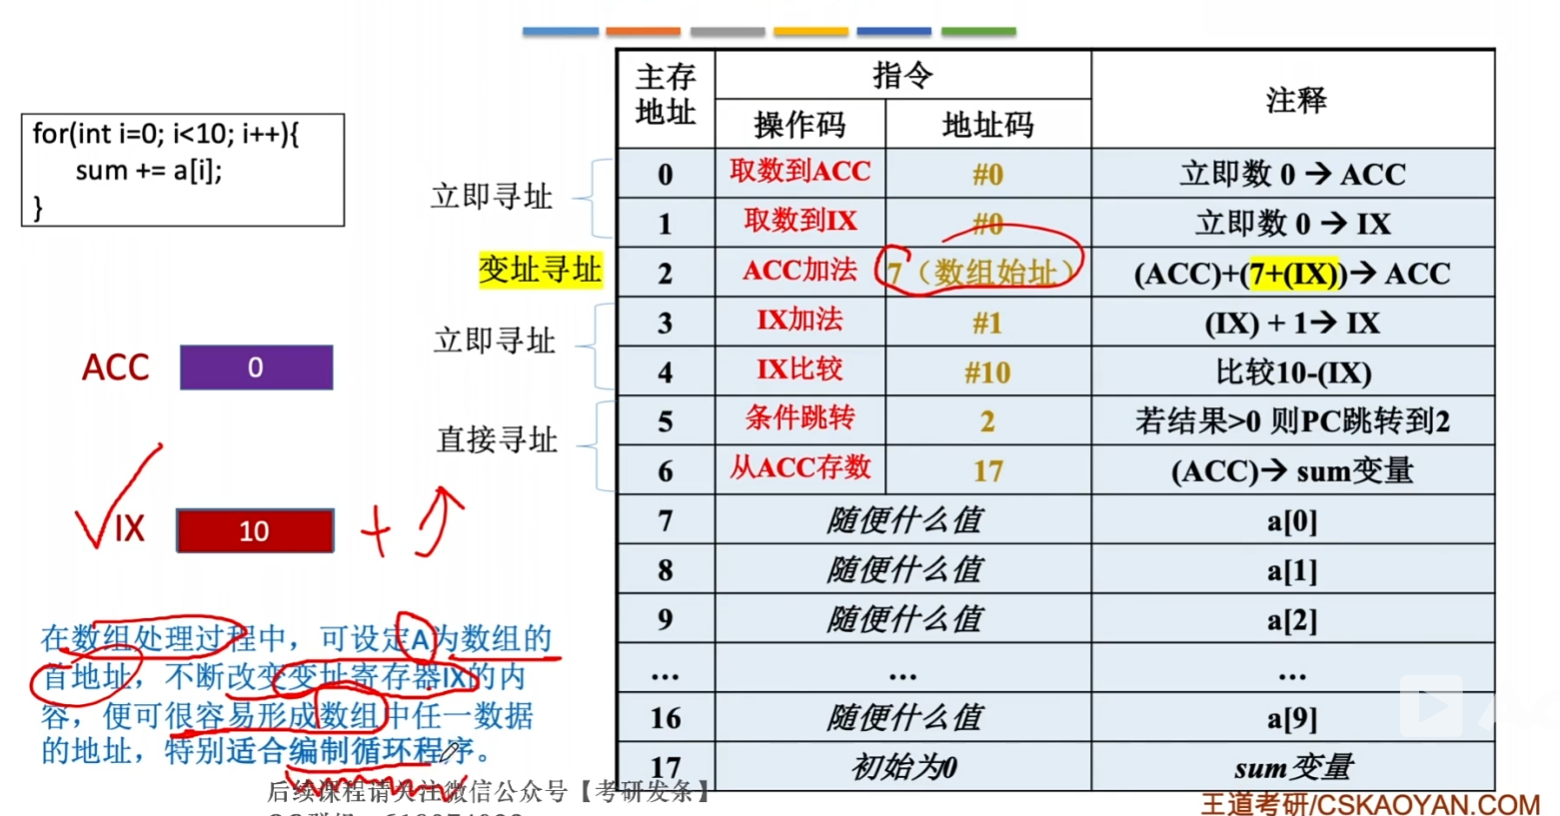 for(int i=0; i<10; i++){
sum += a[i];
}
立即寻址
变址寻址
立即寻址
直接寻址
ACC 0
IX 10 +
在数组处理过程中，可设定A为数组的
首地址，不断改变变址寄存器IX的内
容，便可很容易形成数组中任一数据
的地址，特别适合编制循环程序。
主存地址 指令 注释
操作码 地址码
0 取数到ACC #0 立即数 0 → ACC
1 取数到IX #0 立即数 0 → IX
2 ACC加法 7（数组始址） (ACC)+(7+(IX))→ ACC
3 IX加法 #1 (IX) + 1→ IX
4 IX比较 #10 比较10-(IX)
5 条件跳转 2 若结果>0 则PC跳转到2
6 从ACC存数 17 (ACC)→ sum变量
7 随便什么值 a[0]
8 随便什么值 a[1]
9 随便什么值 a[2]
... ... ...
16 随便什么值 a[9]
17 初始为0 sum变量
后续课程请关注微信公众号【考研发条】
王道考研/CSKAOYAN.COM